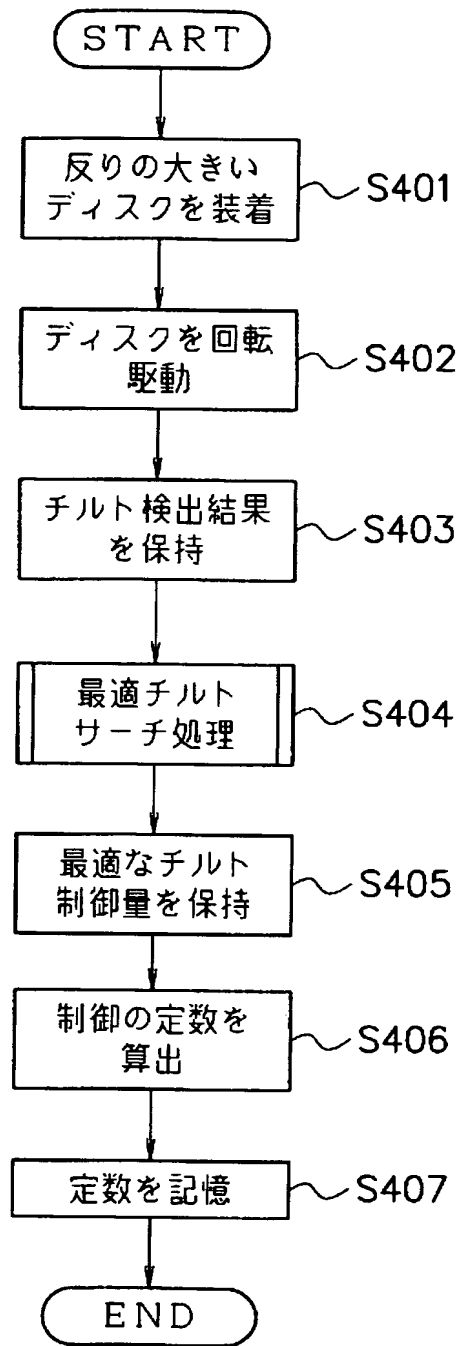 START
反りの大きい
ディスクを装着
S401
ディスクを回転
駆動
S402
チルト検出結果
を保持
S403
最適チルト
サーチ処理
S404
最適なチルト
制御量を保持
S405
制御の定数を
算出
S406
定数を記憶
S407
END